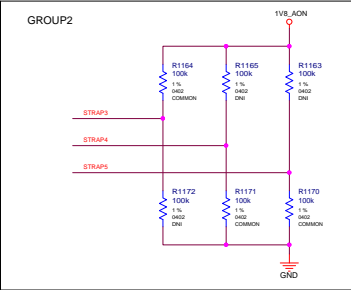 GROUP2
1V8_AON
R1164
100k
1 %
0402
COMMON
R1165
100k
1 %
0402
DNI
R1163
100k
1 %
0402
DNI
STRAP3
STRAP4
STRAP5
R1172
100k
1 %
0402
DNI
R1171
100k
1 %
0402
COMMON
R1170
100k
1 %
0402
COMMON
GND